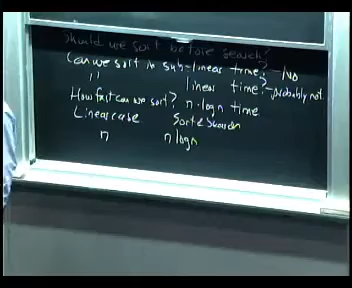 Should we sort before search?
Can we sort in sub-linear time? - No
" linear time? - probably not
How fast can we sort? n·logn time
Linear case Sort & Search
n n logn